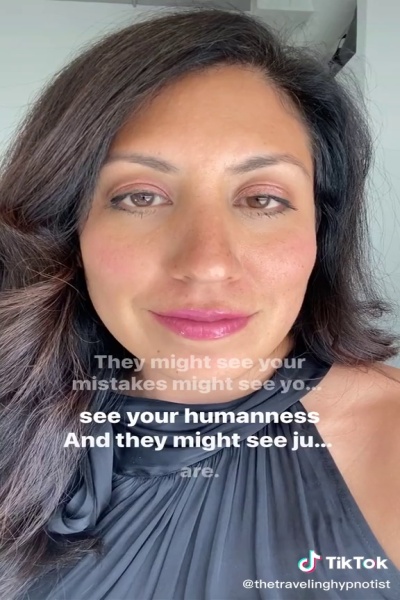 They might see your
mistakes might see yo...
see your humanness
And they might see ju...
are.
TikTok
@thetravelinghypnotist